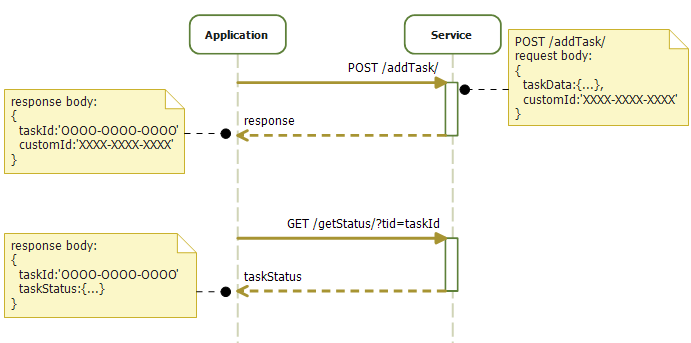 Application
Service
POST /addTask/
request body:
{
taskData:{...},
customId:'XXXX-XXXX-XXXX'
}
POST /addTask/
response body:
{
taskId:'OOOO-OOOO-OOOO'
customId:'XXXX-XXXX-XXXX'
}
response
GET /getStatus/?tid=taskId
response body:
{
taskId:'OOOO-OOOO-OOOO'
taskStatus:{...}
}
taskStatus